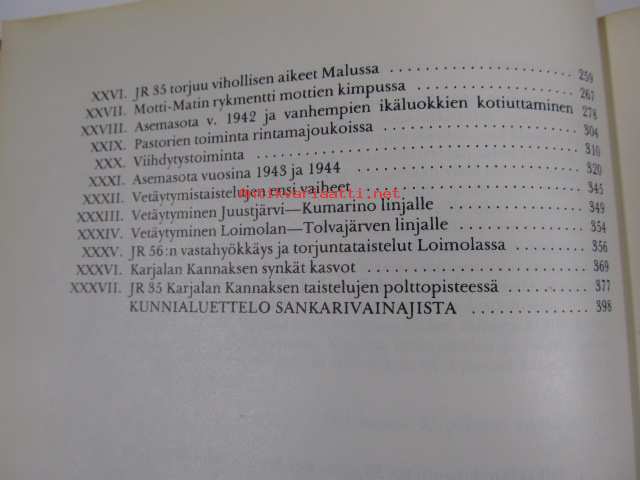 XXVI. JR 35 torjuu vihollisen aikeet Malussa . . . . . . . . . . . . . . . . . . . . . 259
XXVII. Motti-Matin rykmentti mottien kimpussa . . . . . . . . . . . . . . . . . 267
XXVIII. Asemasota v. 1942 ja vanhempien ikäluokkien kotiuttaminen 278
XXIX. Pastorien toiminta rintamajoukoissa . . . . . . . . . . . . . . . . . . . . . 304
XXX. Viihdytystoiminta . . . . . . . . . . . . . . . . . . . . . . . . . . . . . . . . . . . . 310
XXXI. Asemasota vuosina 1943 ja 1944 . . . . . . . . . . . . . . . . . . . . . . . . . 320
XXXII. Vetäytymistaistelujen ensi vaiheet . . . . . . . . . . . . . . . . . . . . . . . 345
XXXIII. Vetäytyminen Juustjärvi—Kumarino linjalle . . . . . . . . . . . . . . . 349
XXXIV. Vetäytyminen Loimolan—Tolvajärven linjalle . . . . . . . . . . . . . . 354
XXXV. JR 56:n vastahyökkäys ja torjuntataistelut Loimolassa . . . . . . . . 356
XXXVI. Karjalan Kannaksen synkät kasvot . . . . . . . . . . . . . . . . . . . . . . . 369
XXXVII. JR 35 Karjalan Kannaksen taistelujen polttopisteessä . . . . . . . . . 377
KUNNIALUETTELO SANKARIVAINAJISTA . . . . . . . . . . . . . . 398